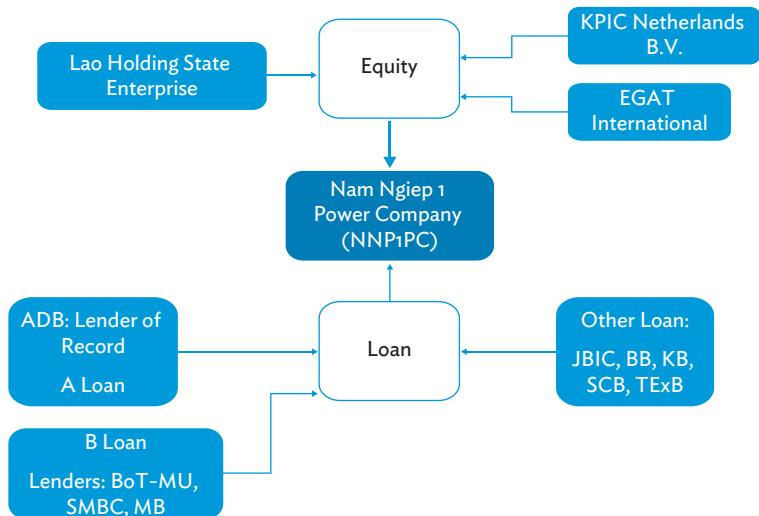 KPIC Netherlands
B.V.
Lao Holding State
Enterprise
Equity
EGAT
International
Nam Ngiep 1
Power Company
(NNP1PC)
ADB: Lender of
Record
A Loan
Loan
Other Loan:
JBIC, BB, KB,
SCB, TExB
B Loan
Lenders: BoT-MU,
SMBC, MB